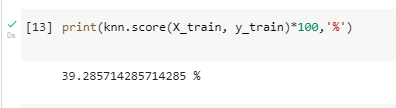 [13] print(knn.score(X_train, y_train)*100,'%')
0s
39.285714285714285 %